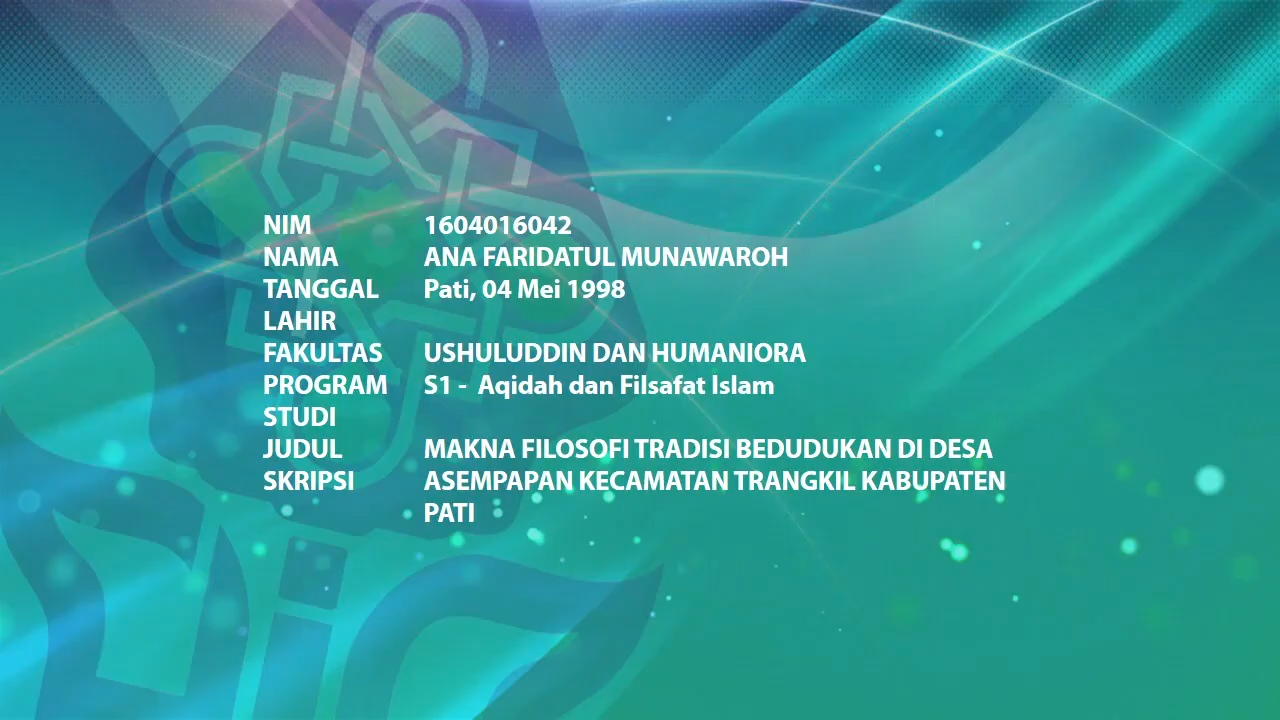 NIM 1604016042
NAMA ANA FARIDATUL MUNAWAROH
TANGGAL Pati, 04 Mei 1998
LAHIR
FAKULTAS USHULUDDIN DAN HUMANIORA
PROGRAM S1 - Aqidah dan Filsafat Islam
STUDI
JUDUL MAKNA FILOSOFI TRADISI BEDUDUKAN DI DESA
SKRIPSI ASEMPAPAN KECAMATAN TRANGKIL KABUPATEN
PATI